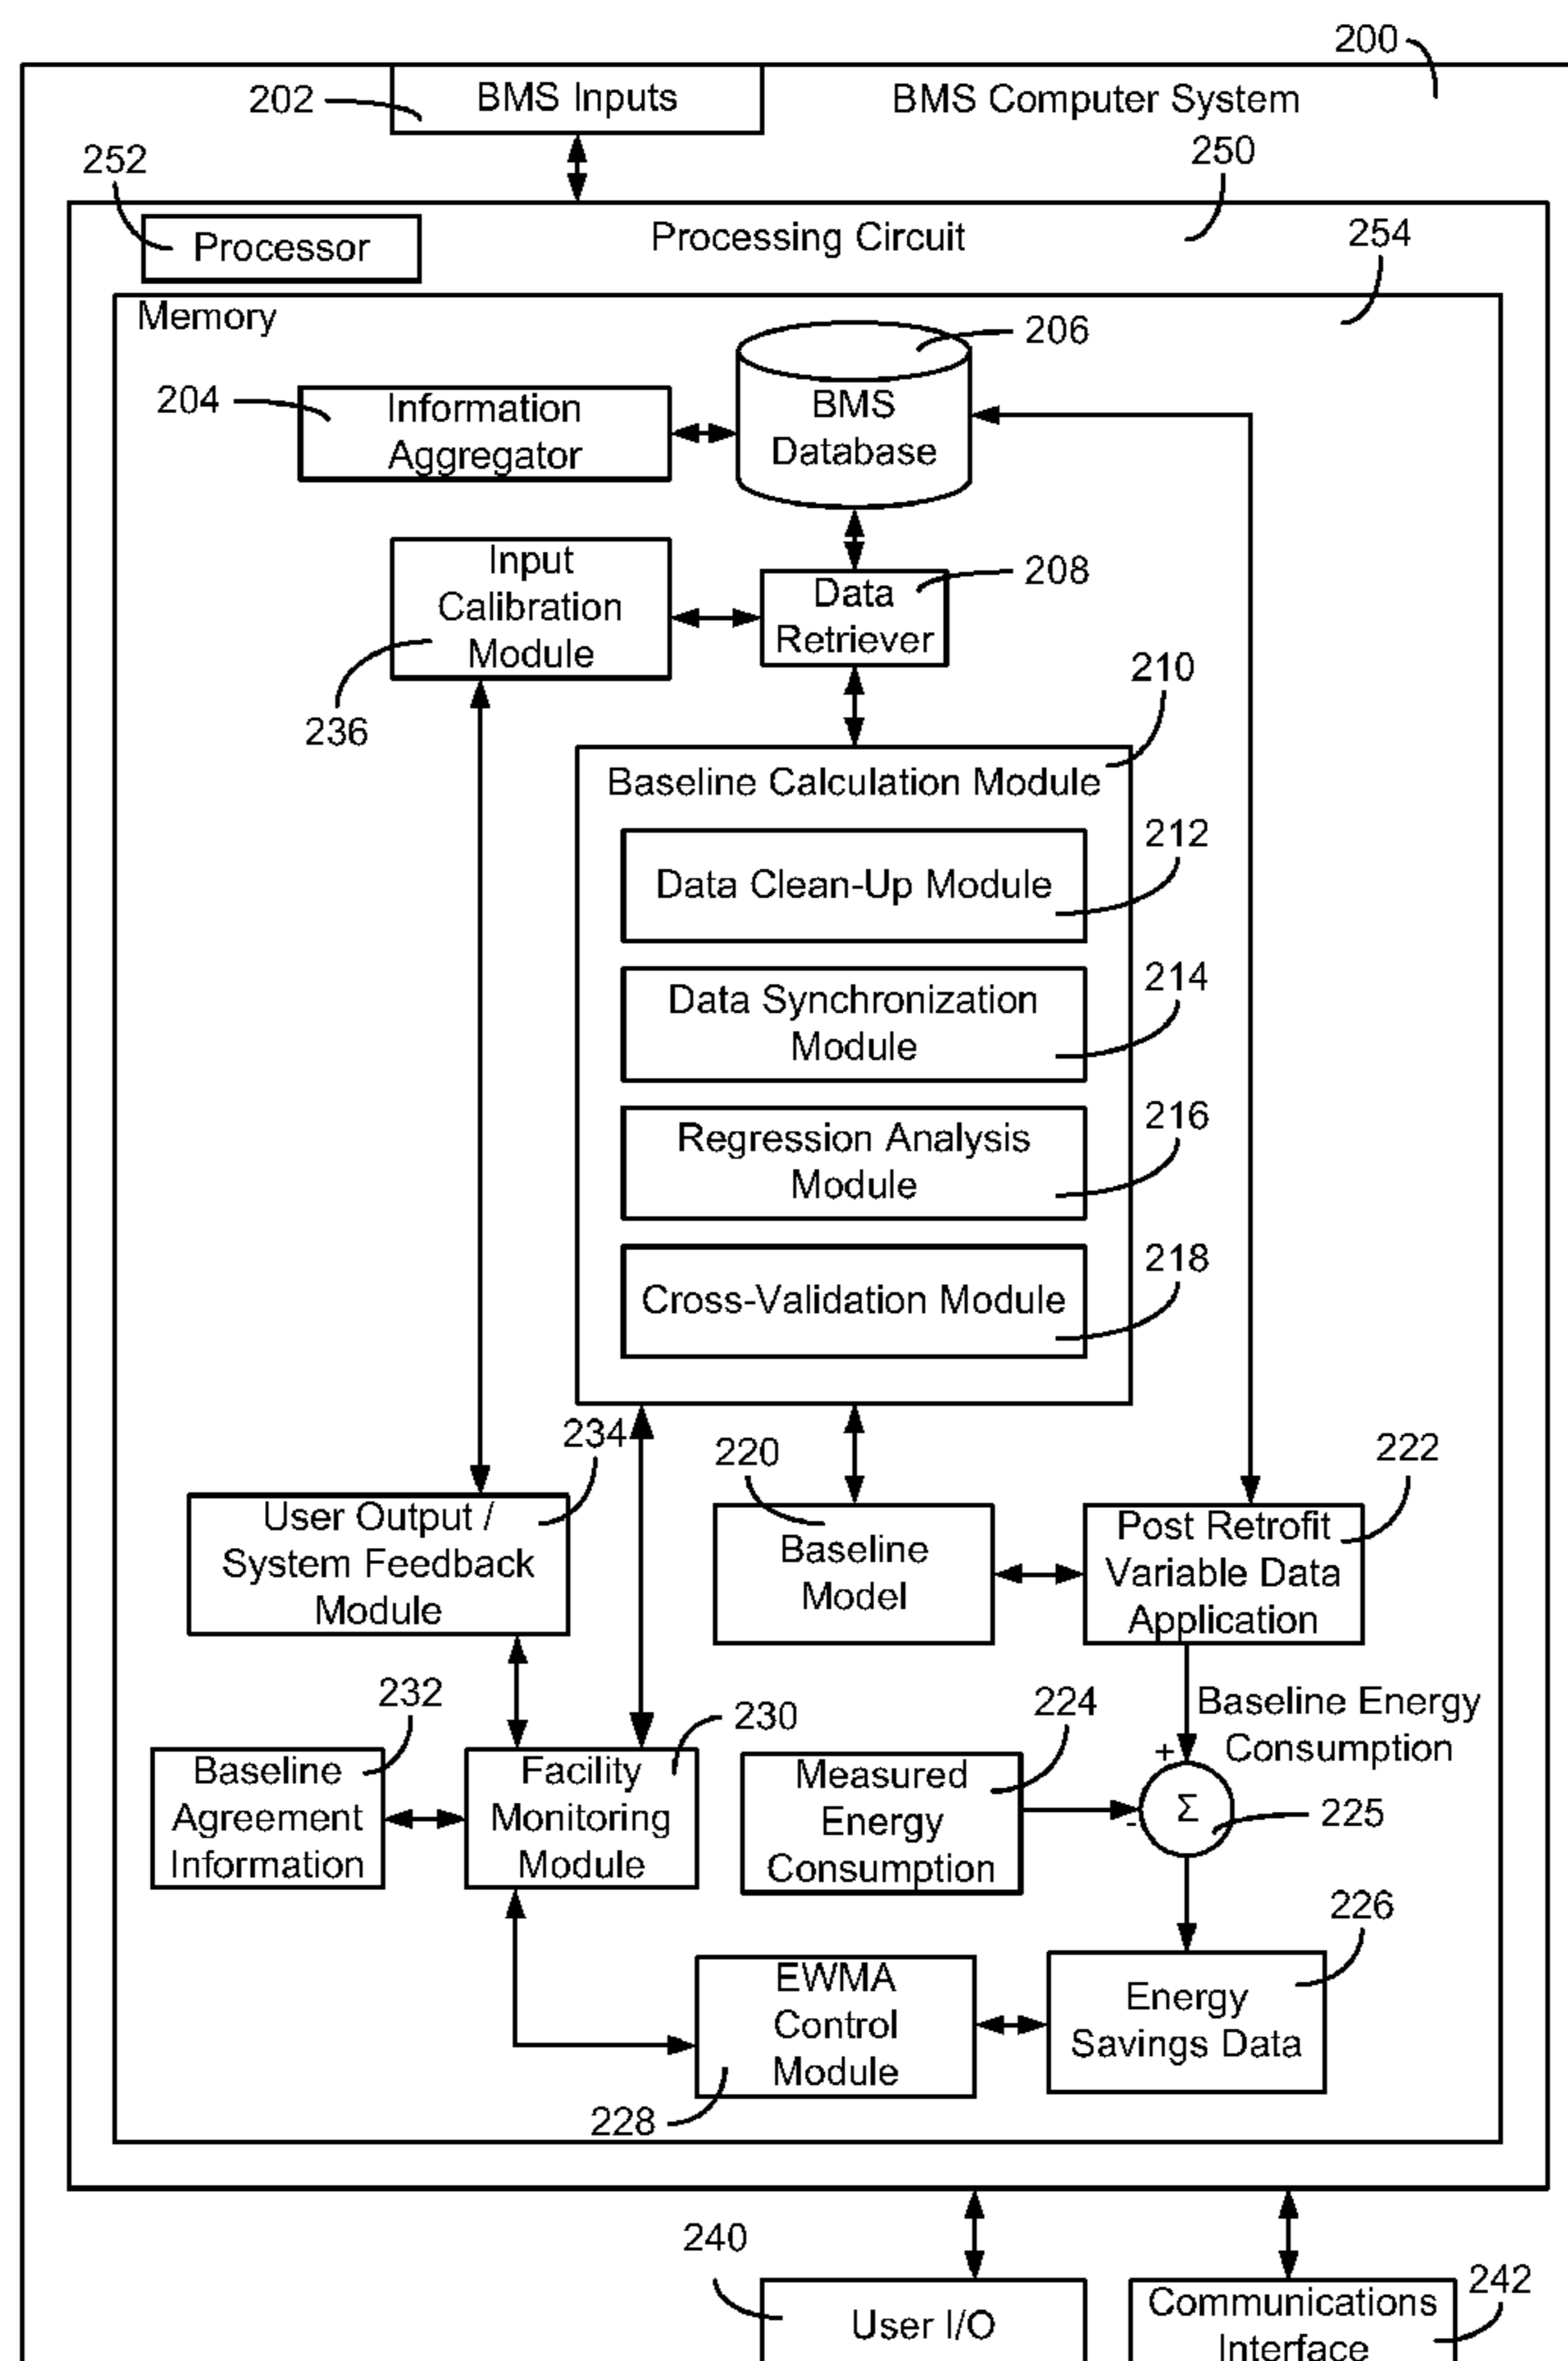 200
202
BMS Inputs
BMS Computer System
252
250
Processor
Processing Circuit
254
Memory
206
204
Information
Aggregator
BMS
Database
Input
Calibration
Module
236
Data
Retriever
208
210
Baseline Calculation Module
212
Data Clean-Up Module
214
Data Synchronization
Module
216
Regression Analysis
Module
218
Cross-Validation Module
234
220
222
User Output /
System Feedback
Module
Baseline
Model
Post Retrofit
Variable Data
Application
232
230
224
Baseline Energy
Consumption
Baseline
Agreement
Information
Facility
Monitoring
Module
Measured
Energy
Consumption
+
-
Σ
225
226
EWMA
Control
Module
228
Energy
Savings Data
240
User I/O
Communications
Interface
242